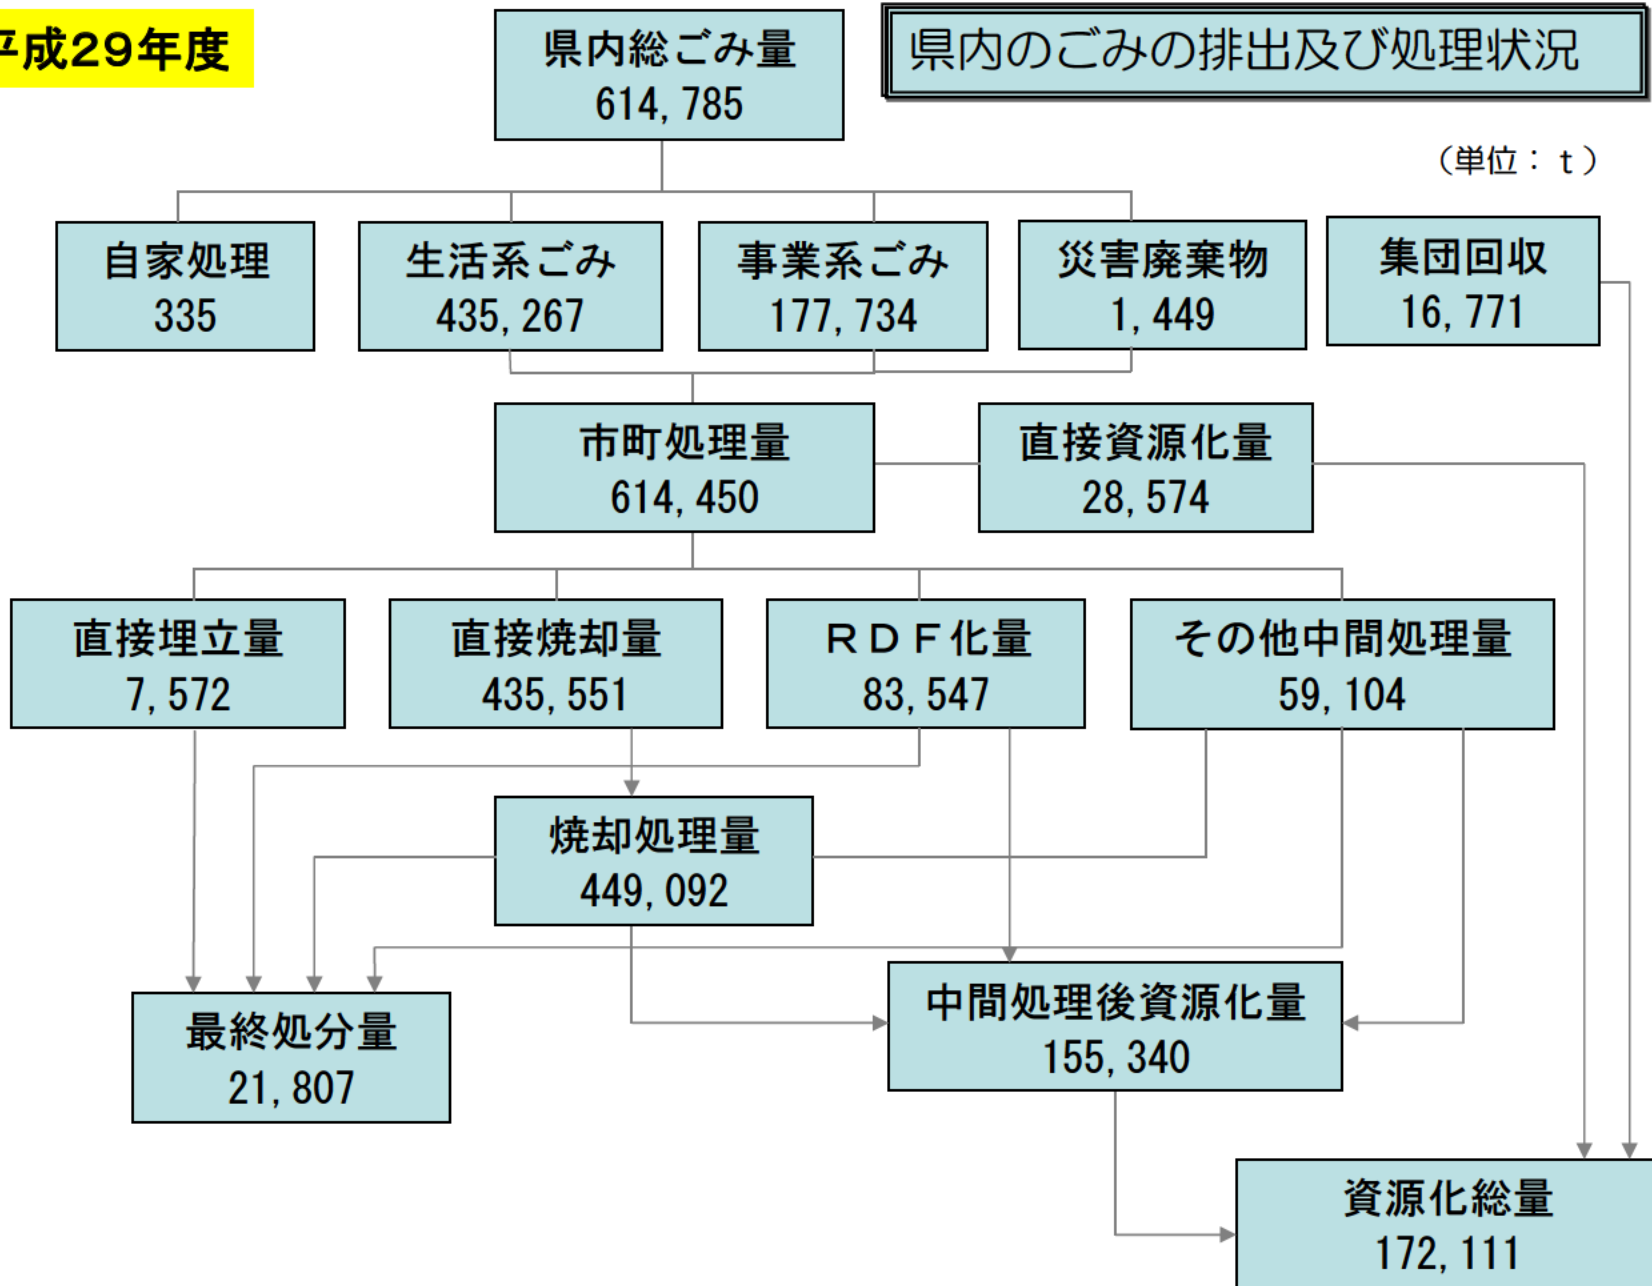 平成29年度
県内のごみの排出及び処理状況
（単位：ｔ）
県内総ごみ量
614,785
自家処理
335
生活系ごみ
435,267
事業系ごみ
177,734
災害廃棄物
1,449
集団回収
16,771
市町処理量
614,450
直接資源化量
28,574
直接埋立量
7,572
直接焼却量
435,551
ＲＤＦ化量
83,547
その他中間処理量
59,104
焼却処理量
449,092
最終処分量
21,807
中間処理後資源化量
155,340
資源化総量
172,111